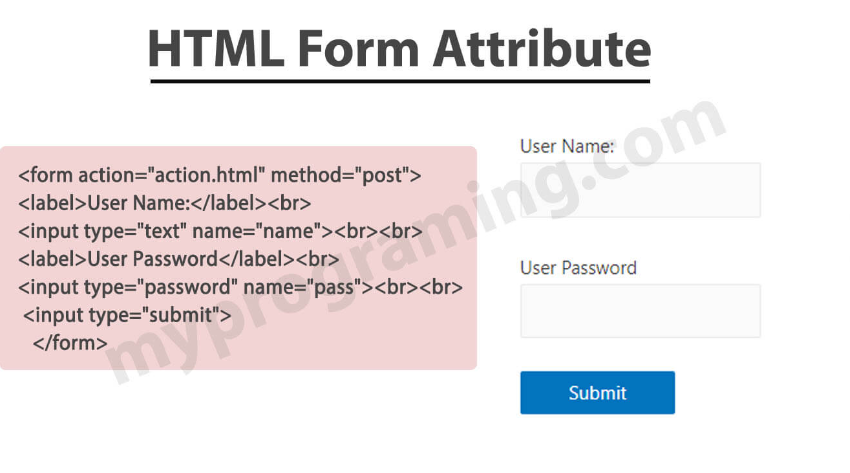 HTML Form Attribute
<form action="action.html" method="post">
<label>User Name:</label><br>
<input type="text" name="name"><br><br>
<label>User Password</label><br>
<input type="password" name="pass"><br><br>
<input type="submit">
</form>
User Name:
User Password
Submit
myprograming.com